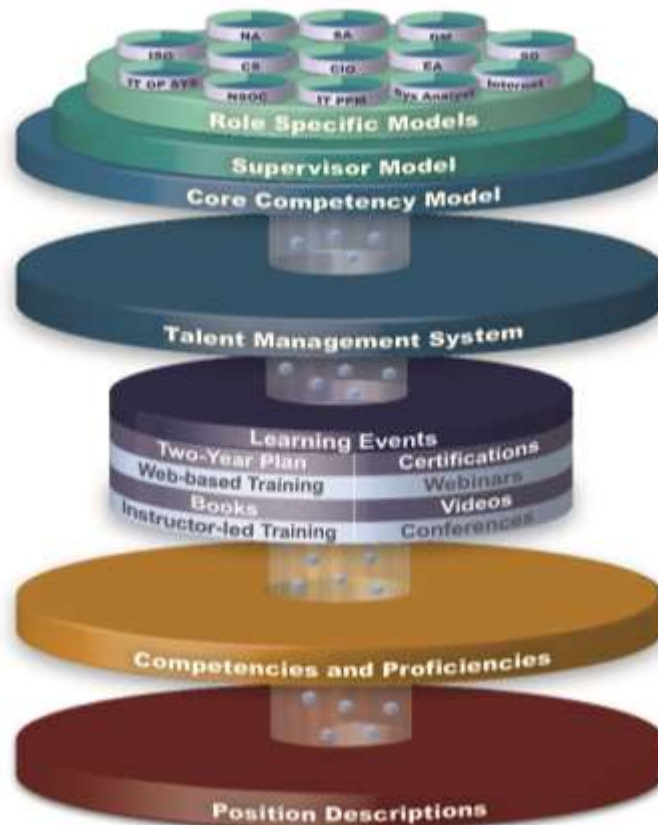 NA SA DM
ISO CS CIO EA SD
IT OP SYS NSOC IT PPM Sys Analyst Internet
Role Specific Models
Supervisor Model
Core Competency Model
Talent Management System
Learning Events
Two-Year Plan Certifications
Web-based Training Webinars
Books Videos
Instructor-led Training Conferences
Competencies and Proficiencies
Position Descriptions